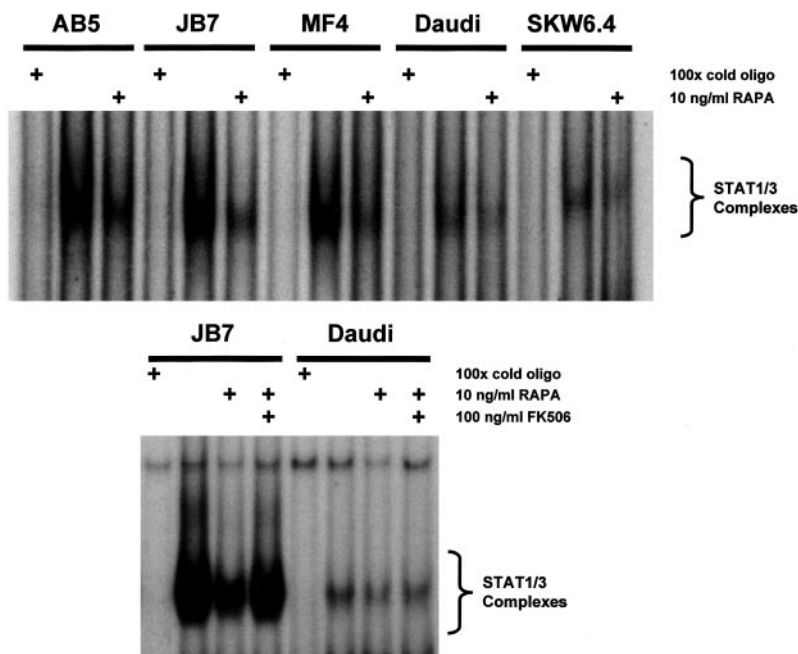 AB5 JB7 MF4 Daudi SKW6.4
+ + + + + 100x cold oligo
+ + + + + 10 ng/ml RAPA
STAT1/3
Complexes
JB7 Daudi
+ + 100x cold oligo
+ + + + 10 ng/ml RAPA
+ + 100 ng/ml FK506
STAT1/3
Complexes